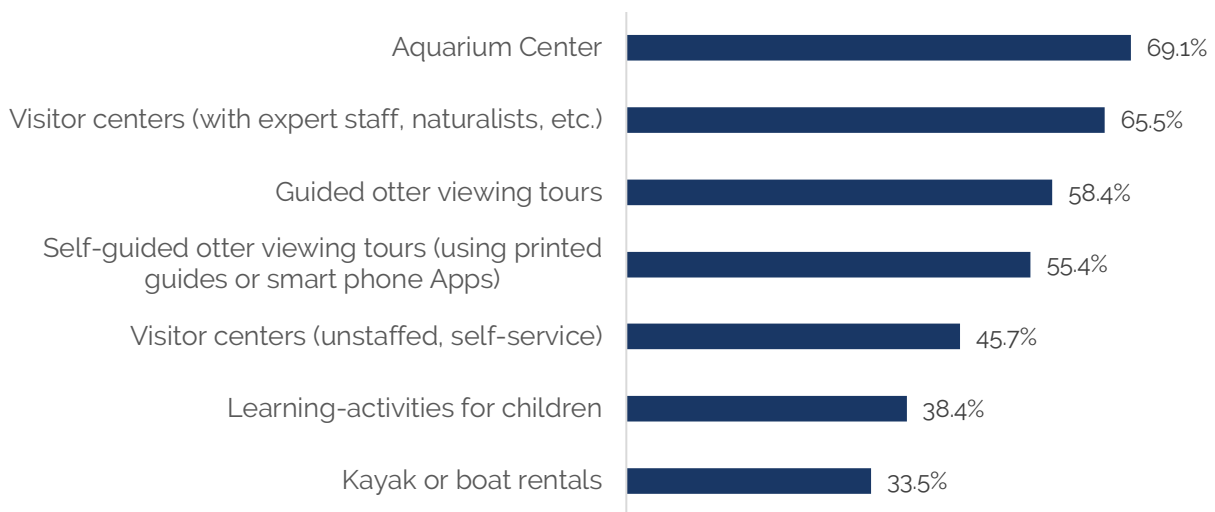 Aquarium Center 69.1%
Visitor centers (with expert staff, naturalists, etc.) 65.5%
Guided otter viewing tours 58.4%
Self-guided otter viewing tours (using printed
guides or smart phone Apps) 55.4%
Visitor centers (unstaffed, self-service) 45.7%
Learning-activities for children 38.4%
Kayak or boat rentals 33.5%